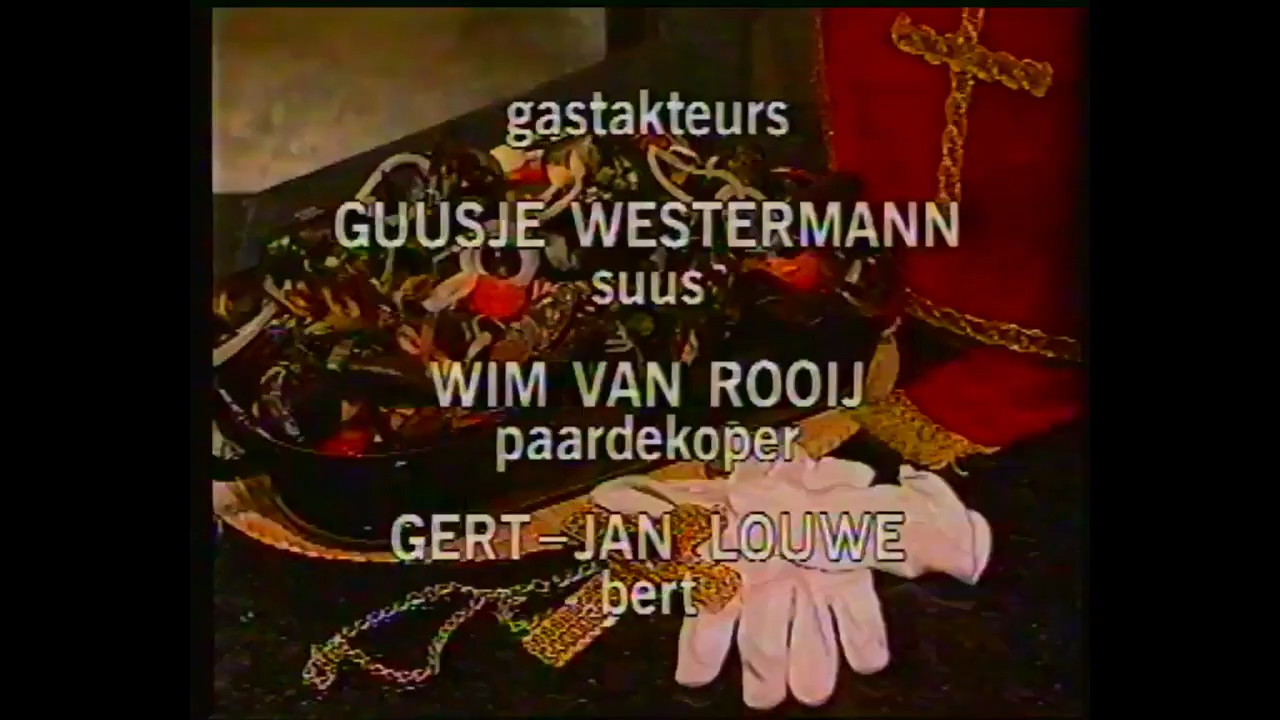 gastakteurs
GUUSJE WESTERMANN
suus
WIM VAN ROOIJ
paardekoper
GERT-JAN LOUWE
bert